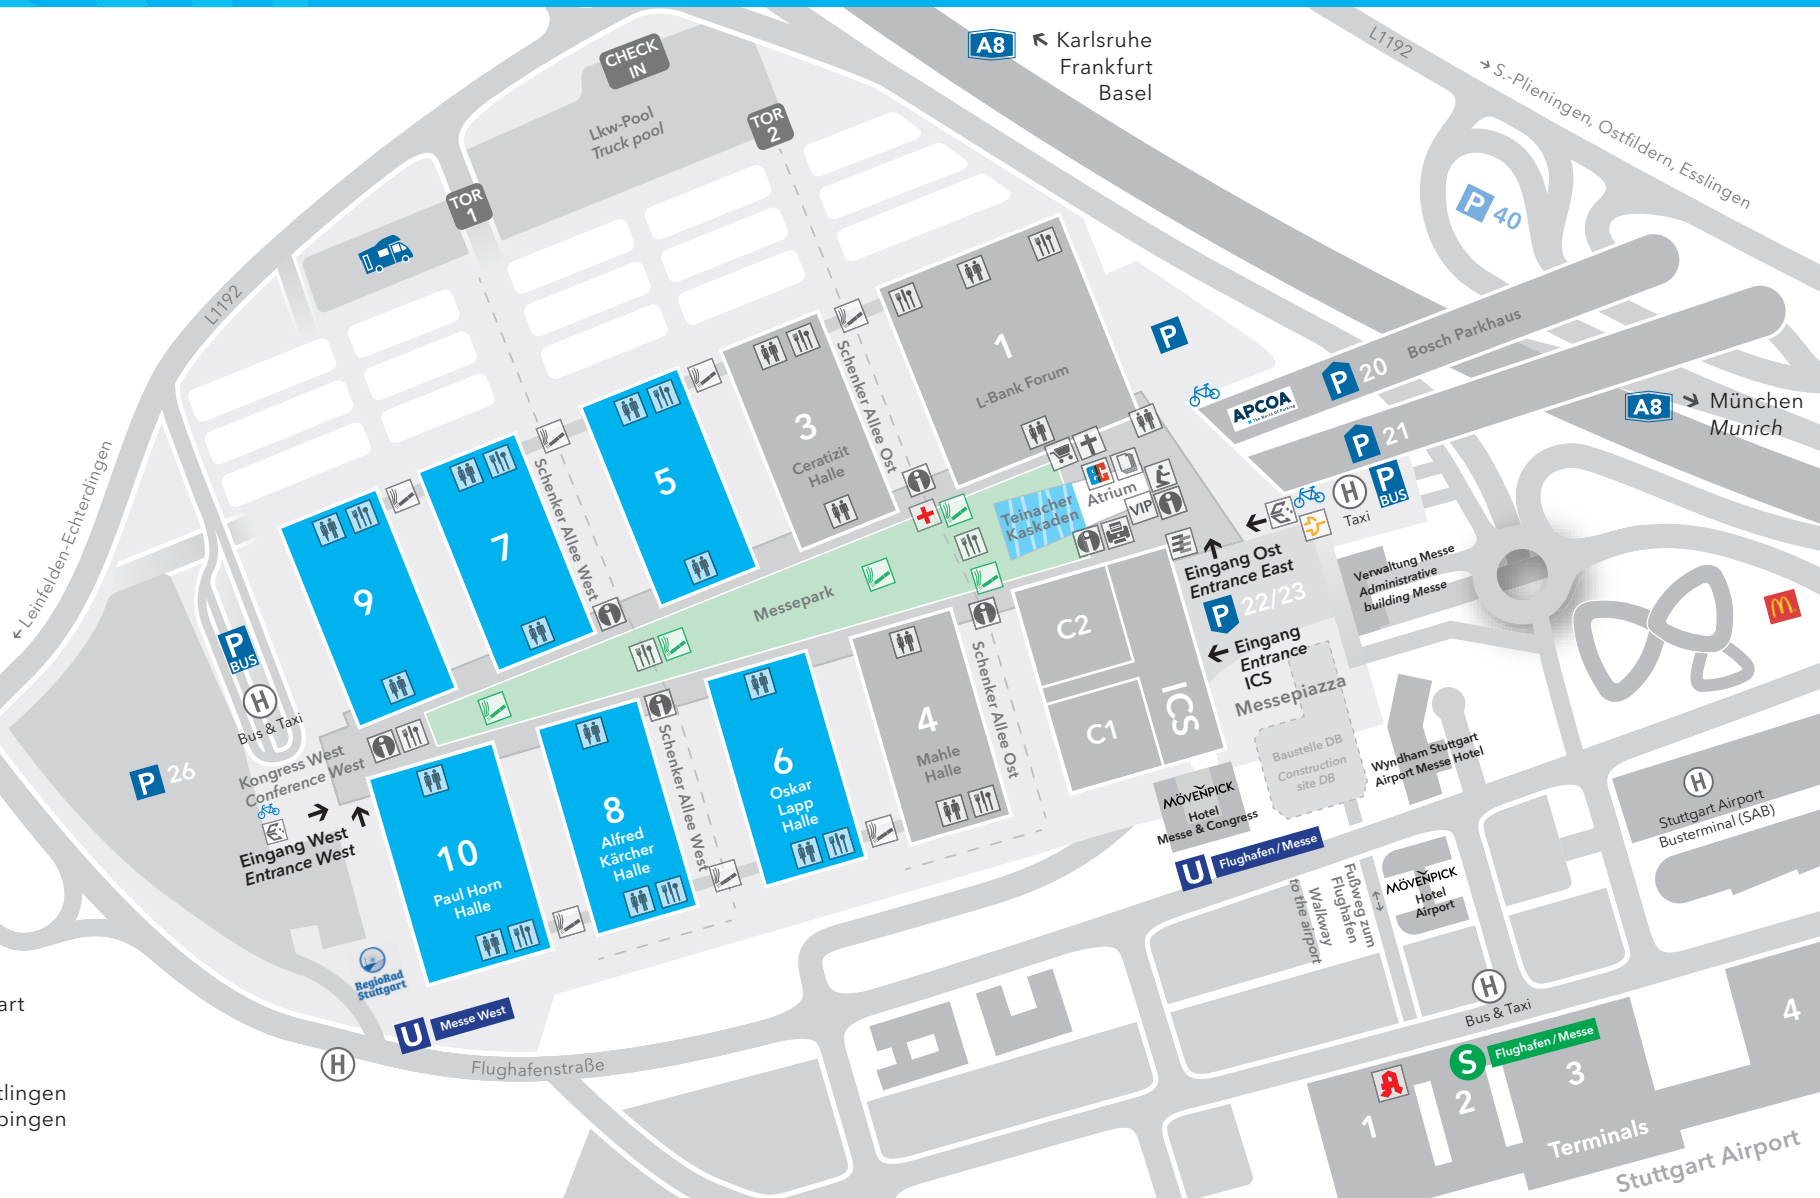 A8
Karlsruhe
Frankfurt
Basel
L1192
S.-Plieningen, Ostfildern, Esslingen
CHECK
IN
Lkw-Pool
Truck pool
TOR
2
TOR
1
P 40
L1192
Leinfelden-Echterdingen
1
L-Bank Forum
P
Bosch Parkhaus
P 20
APCOA
P 21
A8
München
Munich
3
Ceratizit
Halle
Schenker Allee Ost
5
Schenker Allee West
7
9
Teinacher
Kaskaden
Atrium
VIP
H
Taxi
P
BUS
Eingang Ost
Entrance East
P 22/23
Verwaltung Messe
Administrative
building Messe
Eingang
Entrance
ICS
Messepiazza
Messepark
C2
C1
ICS
P
BUS
H
Bus & Taxi
P 26
Kongress West
Conference West
Eingang West
Entrance West
10
Paul Horn
Halle
8
Alfred
Kärcher
Halle
Schenker Allee West
6
Oskar
Lapp
Halle
4
Mahle
Halle
Schenker Allee Ost
Baustelle DB
Construction
site DB
Wyndham Stuttgart
Airport Messe Hotel
MÖVENPICK
Hotel
Messe & Congress
U Flughafen / Messe
H
Stuttgart Airport
Busterminal (SAB)
Fußweg zum
Flughafen
Walkway
to the airport
MÖVENPICK
Hotel
Airport
RegioRad
Stuttgart
U Messe West
H
Flughafenstraße
H
Bus & Taxi
S Flughafen / Messe
1
2
3
4
Terminals
Stuttgart Airport
art
tlingen
bingen